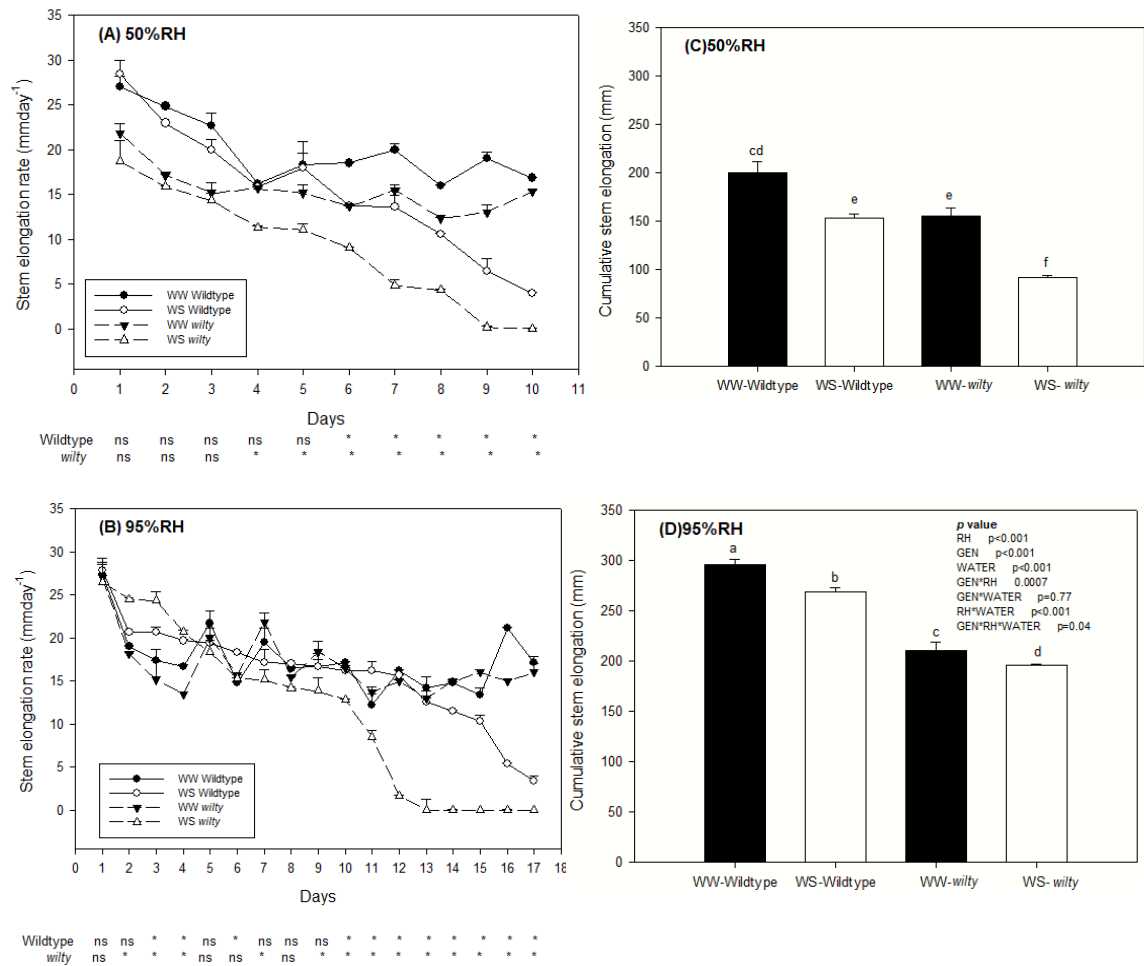 (A) 50%RH
Stem elongation rate (mmday-1)
35
30
25
20
15
10
5
0
WW Wildtype
WS Wildtype
WW wilty
WS wilty
0 1 2 3 4 5 6 7 8 9 10 11
Days
Wildtype ns ns ns ns ns * * * * *
wilty ns ns ns * * * * * * *
(C)50%RH
Cumulative stem elongation (mm)
350
300
250
200
150
100
50
0
cd
e
e
f
WW-Wildtype WS-Wildtype WW-wilty WS- wilty
(B) 95%RH
Stem elongation rate (mmday-1)
35
30
25
20
15
10
5
0
WW Wildtype
WS Wildtype
WW wilty
WS wilty
0 1 2 3 4 5 6 7 8 9 10 11 12 13 14 15 16 17 18
Days
Wildtype ns ns * * ns * ns ns ns * * * * * * * *
wilty ns * * * ns ns * ns * * * * * * * * *
(D)95%RH
Cumulative stem elongation (mm)
350
300
250
200
150
100
50
0
a
b
c
d
p value
RH p<0.001
GEN p<0.001
WATER p<0.001
GEN*RH 0.0007
GEN*WATER p=0.77
RH*WATER p<0.001
GEN*RH*WATER p=0.04
WW-Wildtype WS-Wildtype WW-wilty WS- wilty